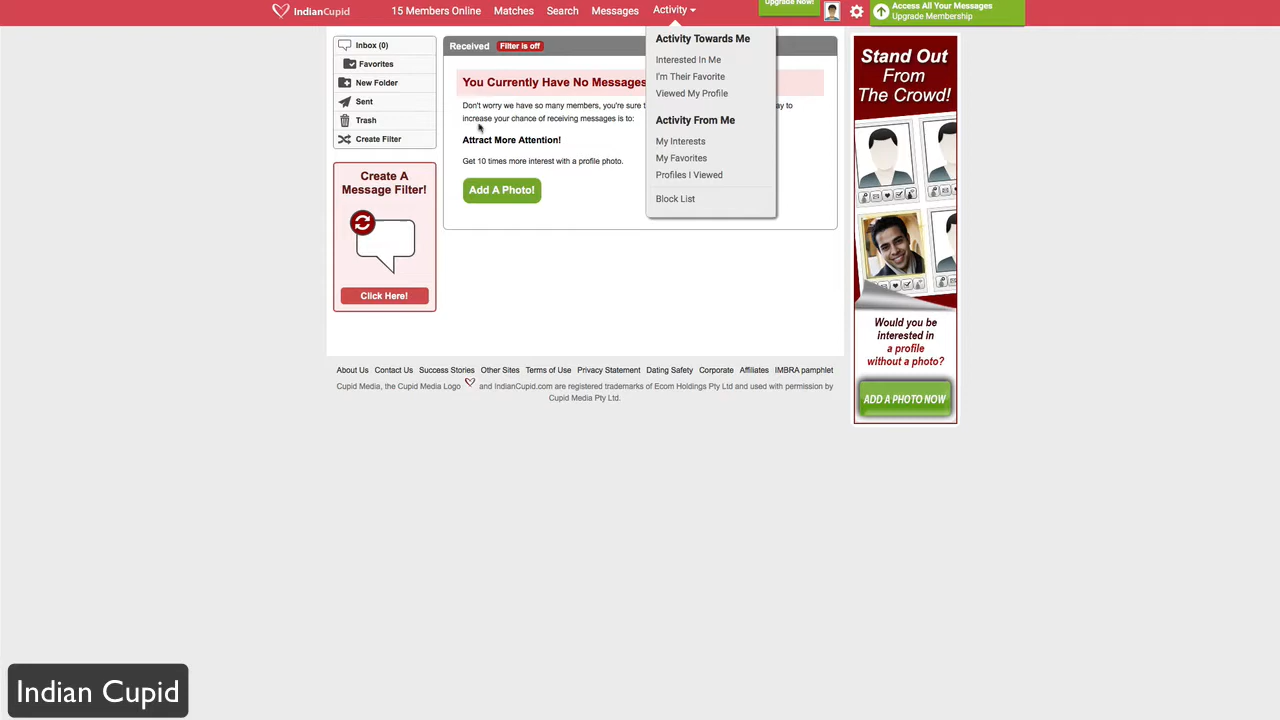 IndianCupid
15 Members Online
Matches
Search
Messages
Activity
Upgrade Now!
Access All Your Messages
Upgrade Membership
Inbox (0)
Favorites
New Folder
Sent
Trash
Create Filter
Create A
Message Filter!
Click Here!
Received
Filter is off
You Currently Have No Messages
Don't worry we have so many members, you're sure t
ay to
increase your chance of receiving messages is to:
Attract More Attention!
Get 10 times more interest with a profile photo.
Add A Photo!
Activity Towards Me
Interested In Me
I'm Their Favorite
Viewed My Profile
Activity From Me
My Interests
My Favorites
Profiles I Viewed
Block List
Stand Out
From
The Crowd!
Would you be
interested in
a profile
without a photo?
ADD A PHOTO NOW
About Us Contact Us Success Stories Other Sites Terms of Use Privacy Statement Dating Safety Corporate Affiliates IMBRA pamphlet
Cupid Media, the Cupid Media Logo and IndianCupid.com are registered trademarks of Ecom Holdings Pty Ltd and used with permission by
Cupid Media Pty Ltd.
Indian Cupid